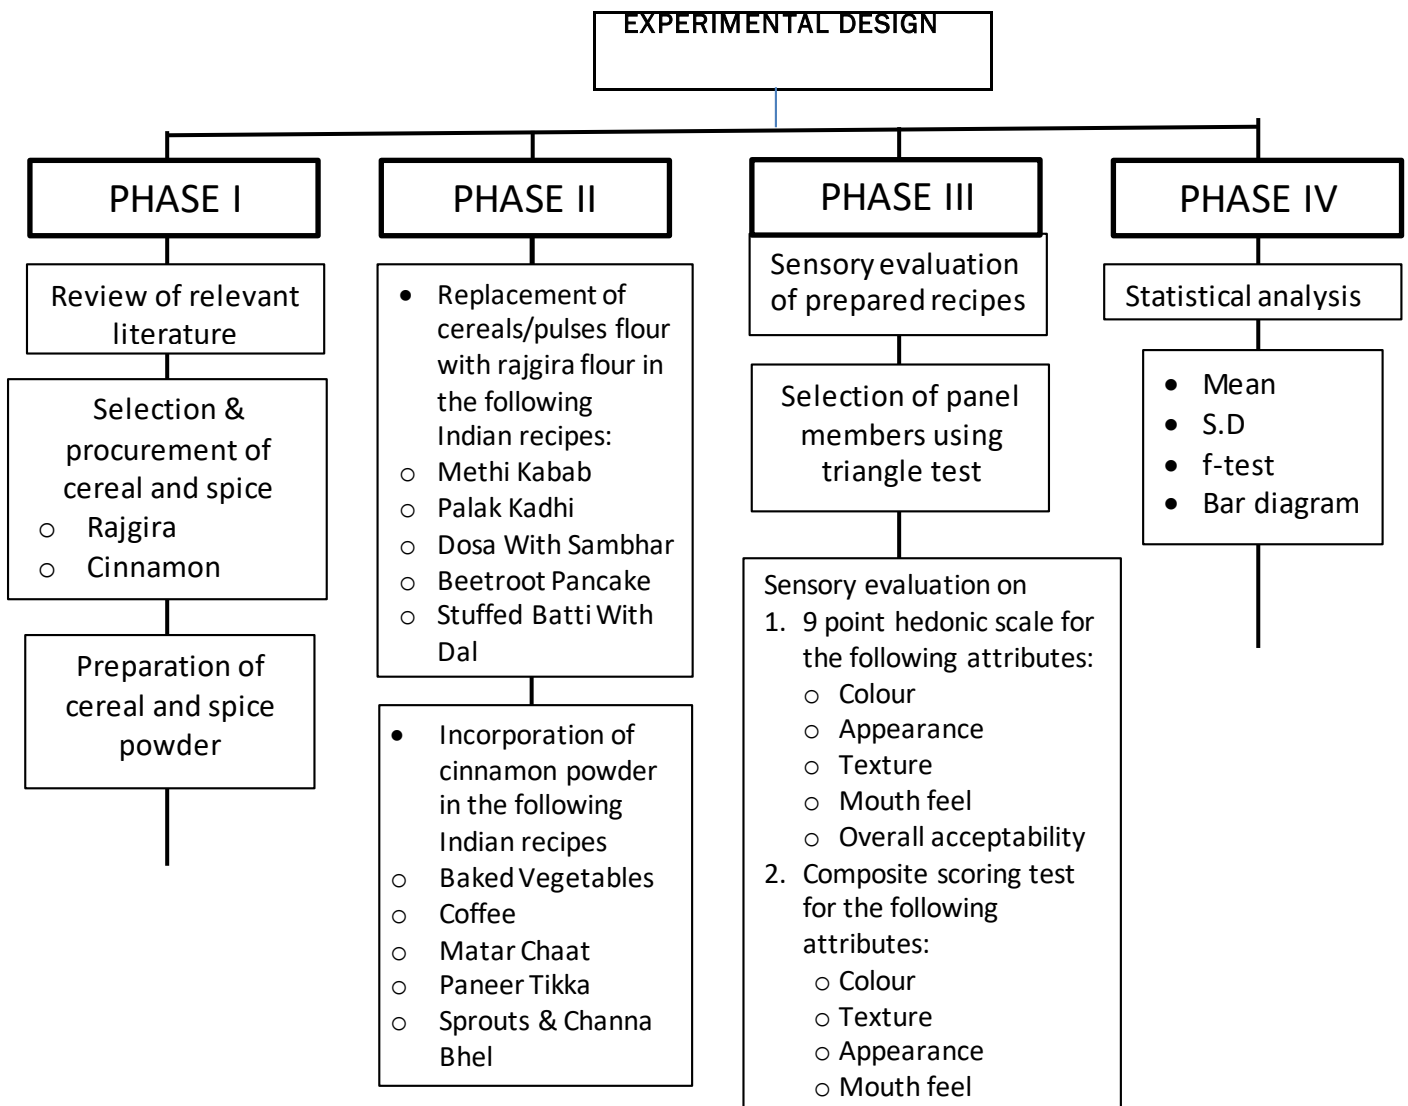 EXPERIMENTAL DESIGN
PHASE I
Review of relevant
literature
Selection &
procurement of
cereal and spice
o Rajgira
o Cinnamon
Preparation of
cereal and spice
powder
PHASE II
• Replacement of
cereals/pulses flour
with rajgira flour in
the following
Indian recipes:
o Methi Kabab
o Palak Kadhi
o Dosa With Sambhar
o Beetroot Pancake
o Stuffed Batti With
Dal
• Incorporation of
cinnamon powder
in the following
Indian recipes
o Baked Vegetables
o Coffee
o Matar Chaat
o Paneer Tikka
o Sprouts & Channa
Bhel
PHASE III
Sensory evaluation
of prepared recipes
Selection of panel
members using
triangle test
Sensory evaluation on
1. 9 point hedonic scale for
the following attributes:
o Colour
o Appearance
o Texture
o Mouth feel
o Overall acceptability
2. Composite scoring test
for the following
attributes:
o Colour
o Texture
o Appearance
o Mouth feel
PHASE IV
Statistical analysis
• Mean
• S.D
• f-test
• Bar diagram